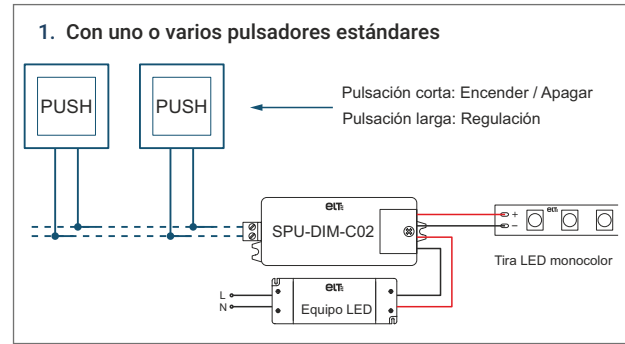 1. Con uno o varios pulsadores estándares
PUSH
PUSH
Pulsación corta: Encender / Apagar
Pulsación larga: Regulación
ELT
SPU-DIM-C02
ELT
+
−
Tira LED monocolor
L
N
ELT
Equipo LED